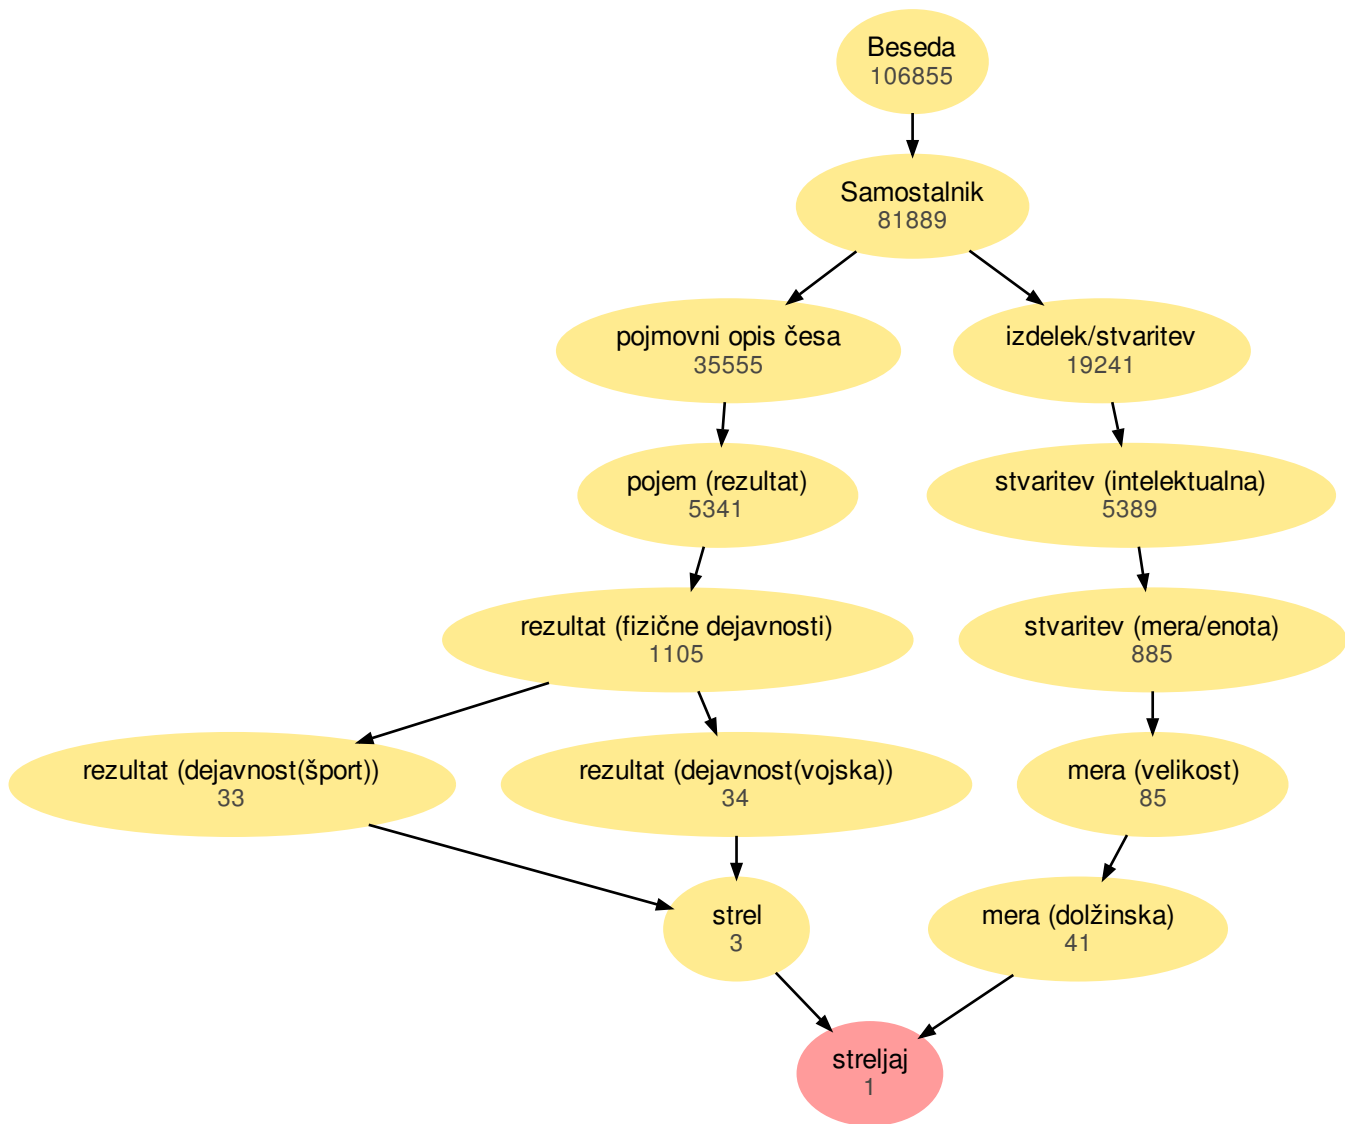 Beseda
106855
Samostalnik
81889
pojmovni opis česa
35555
izdelek/stvaritev
19241
pojem (rezultat)
5341
stvaritev (intelektualna)
5389
rezultat (fizične dejavnosti)
1105
stvaritev (mera/enota)
885
rezultat (dejavnost(šport))
33
rezultat (dejavnost(vojska))
34
mera (velikost)
85
strel
3
mera (dolžinska)
41
streljaj
1